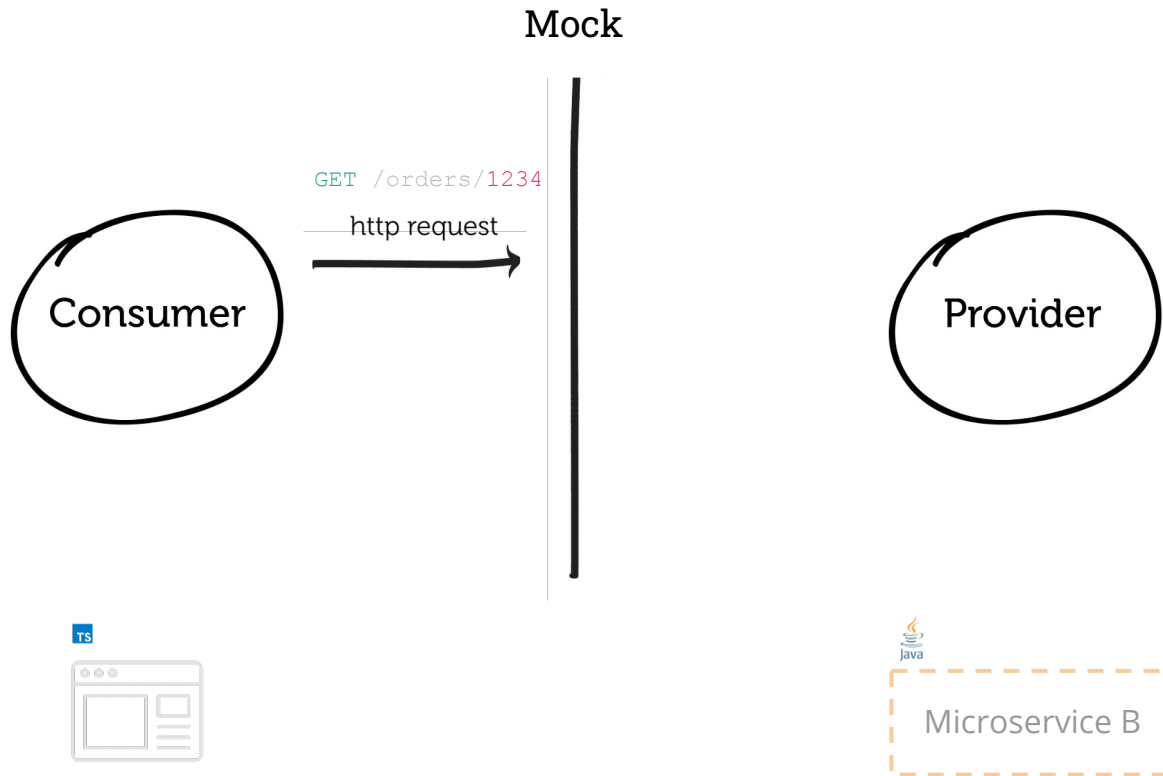 Mock
GET /orders/1234
http request
Consumer
Provider
TS
Java
Microservice B